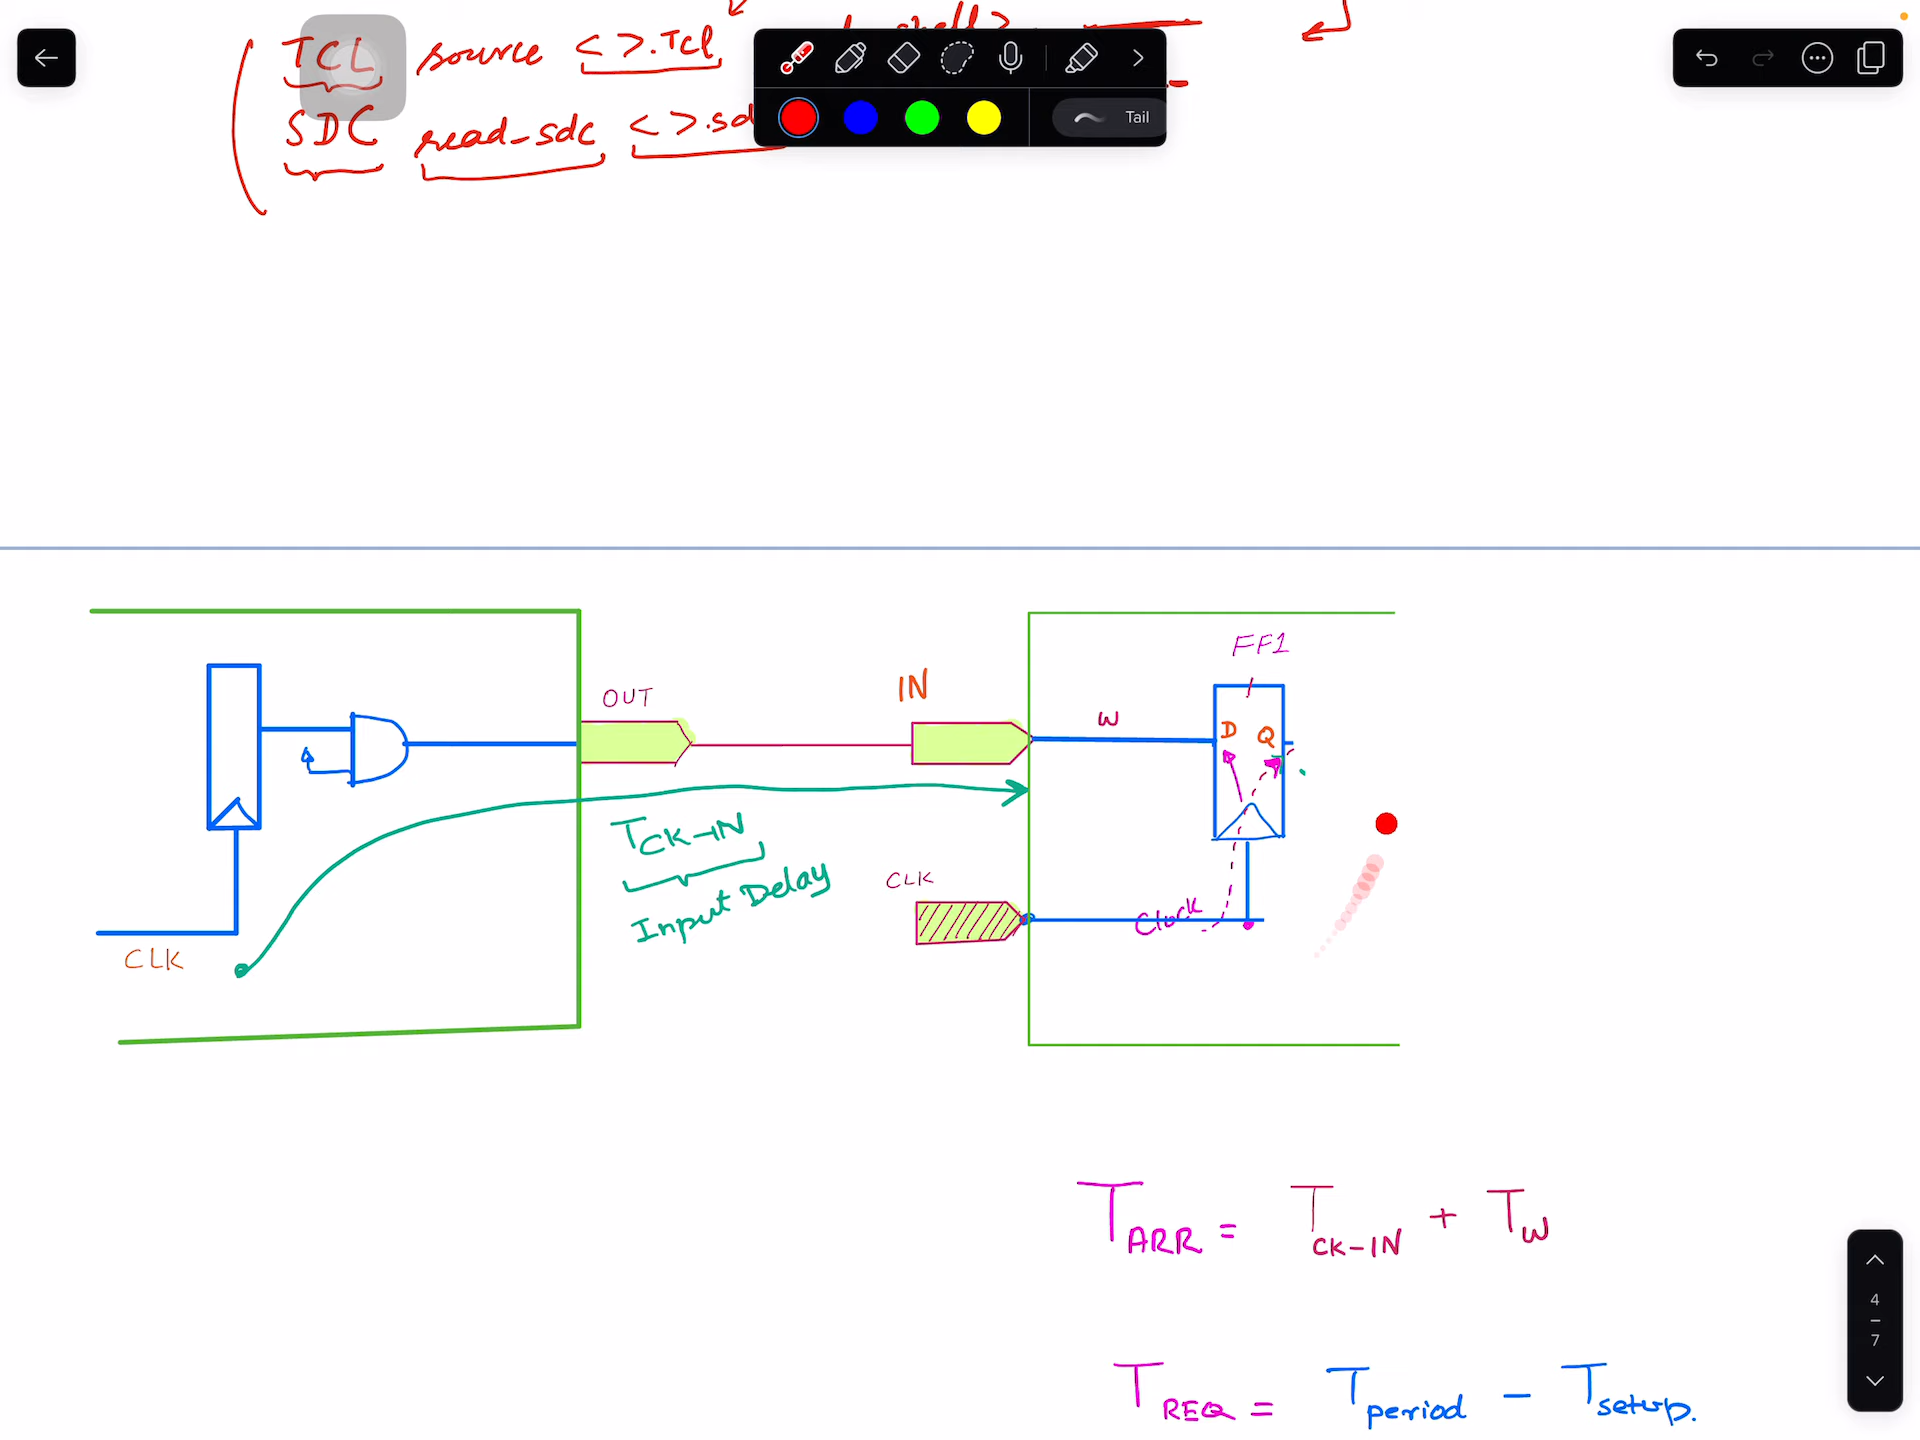 TCL source < >.Tcl
SDC read_sdc < >.sd
Tail
FF1
OUT
IN
W
D Q
TCK-IN
Input Delay
CLK
Clock
CLK
TARR = TCK-IN + TW
4
7
TREQ = Tperiod - Tsetup.